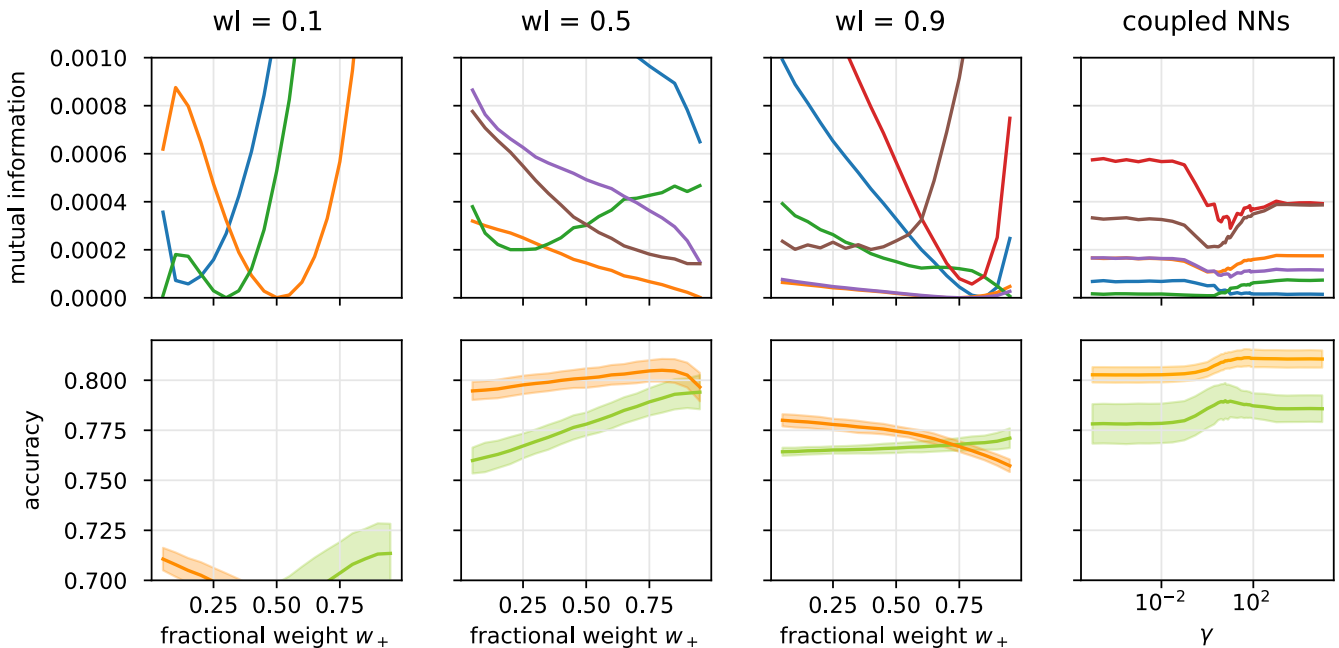 wl = 0.1
wl = 0.5
wl = 0.9
coupled NNs
mutual information
0.0010
0.0008
0.0006
0.0004
0.0002
0.0000
accuracy
0.800
0.775
0.750
0.725
0.700
0.25 0.50 0.75
0.25 0.50 0.75
0.25 0.50 0.75
10⁻² 10²
fractional weight w₊
fractional weight w₊
fractional weight w₊
γ